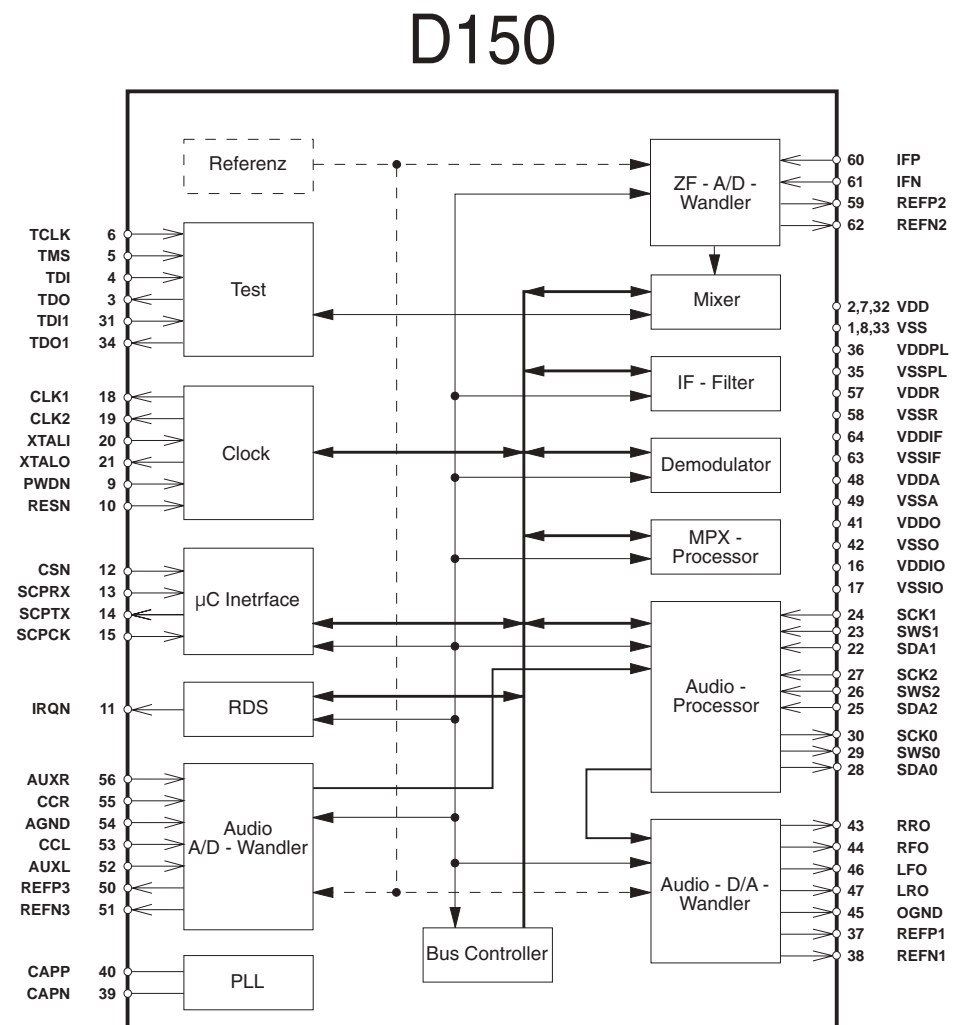 D150
Referenz
ZF - A/D -
Wandler
60 IFP
61 IFN
59 REFP2
62 REFN2
TCLK 6
TMS 5
TDI 4
TDO 3
TDI1 31
TDO1 34
Test
Mixer
2,7,32 VDD
1,8,33 VSS
36 VDDPL
35 VSSPL
57 VDDR
58 VSSR
64 VDDIF
63 VSSIF
48 VDDA
49 VSSA
41 VDDO
42 VSSO
16 VDDIO
17 VSSIO
IF - Filter
CLK1 18
CLK2 19
XTALI 20
XTALO 21
PWDN 9
RESN 10
Clock
Demodulator
MPX -
Processor
CSN 12
SCPRX 13
SCPTX 14
SCPCK 15
µC Inetrface
Audio -
Processor
24 SCK1
23 SWS1
22 SDA1
27 SCK2
26 SWS2
25 SDA2
30 SCK0
29 SWS0
28 SDA0
IRQN 11
RDS
AUXR 56
CCR 55
AGND 54
CCL 53
AUXL 52
REFP3 50
REFN3 51
Audio
A/D - Wandler
Audio - D/A -
Wandler
43 RRO
44 RFO
46 LFO
47 LRO
45 OGND
37 REFP1
38 REFN1
Bus Controller
CAPP 40
CAPN 39
PLL